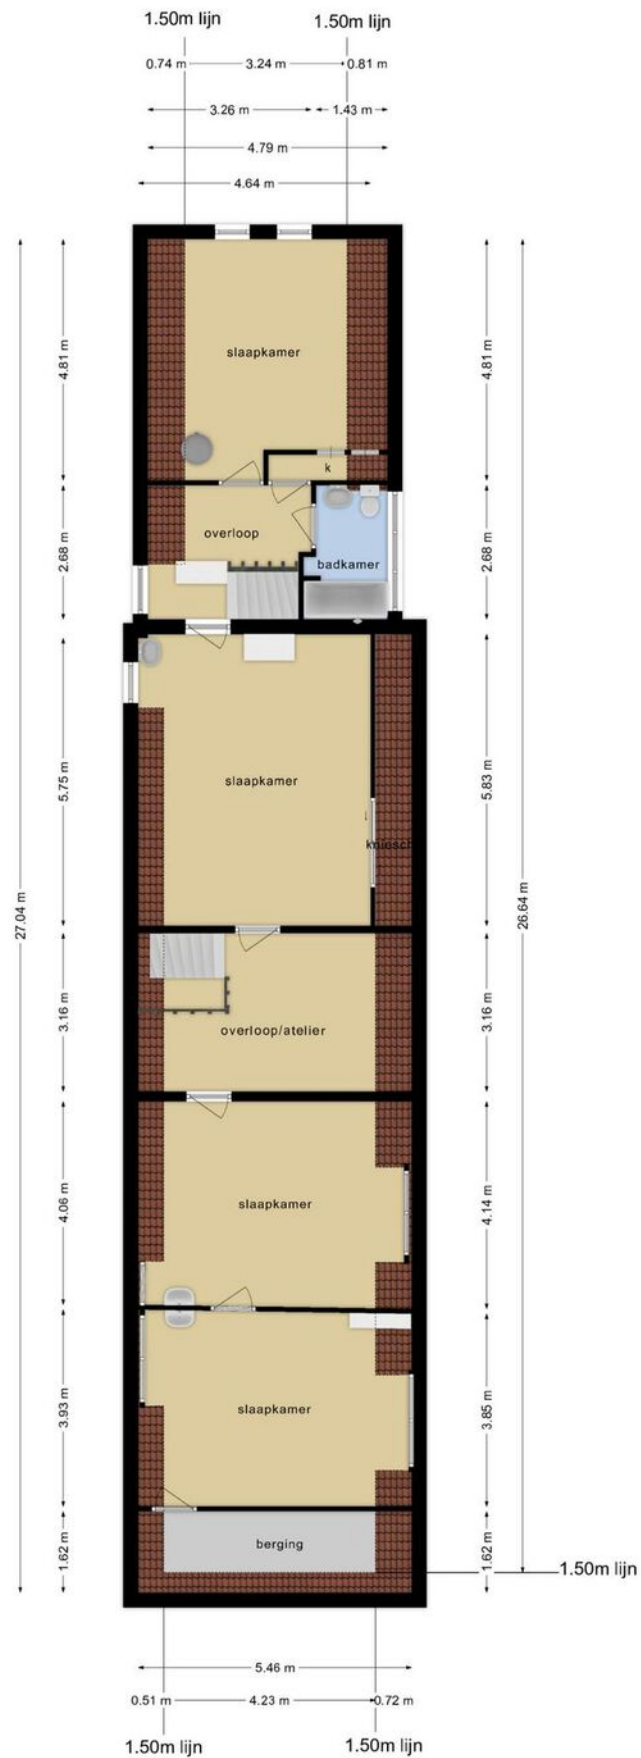 1.50m lijn 1.50m lijn
0.74 m 3.24 m 0.81 m
3.26 m 1.43 m
4.79 m
4.64 m
slaapkamer
4.81 m 4.81 m
k
overloop
2.68 m 2.68 m
badkamer
slaapkamer
5.75 m 5.83 m
kniesch
27.04 m 26.64 m
3.16 m 3.16 m
overloop/atelier
slaapkamer
4.06 m 4.14 m
slaapkamer
3.93 m 3.85 m
berging
1.62 m 1.62 m
1.50m lijn
5.46 m
0.51 m 4.23 m 0.72 m
1.50m lijn 1.50m lijn